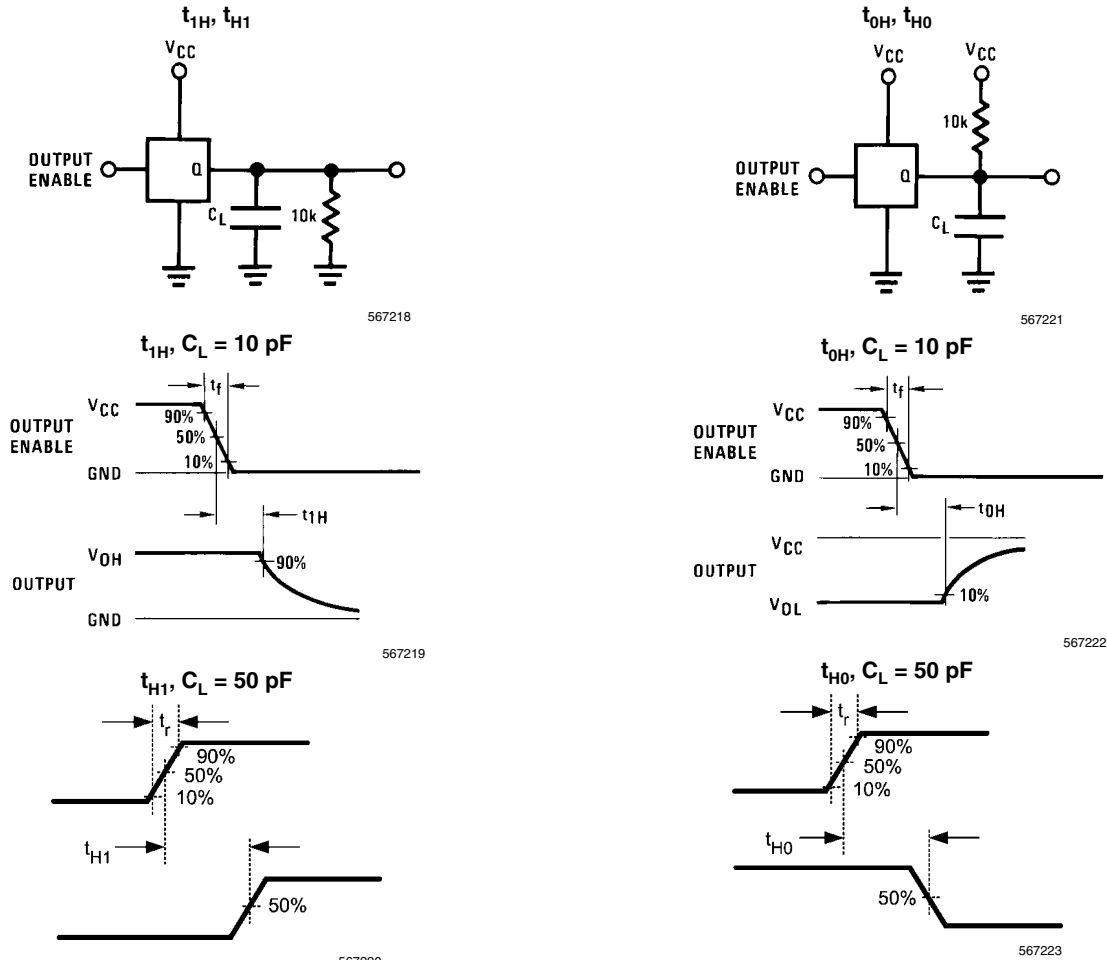 t1H, tH1
VCC
OUTPUT
ENABLE
Q
CL
10k
567218
t0H, tH0
VCC
VCC
10k
OUTPUT
ENABLE
Q
CL
567221
t1H, CL = 10 pF
tf
VCC
90%
OUTPUT
ENABLE
50%
10%
GND
t1H
VOH
90%
OUTPUT
GND
567219
t0H, CL = 10 pF
tf
VCC
90%
OUTPUT
ENABLE
50%
10%
GND
t0H
VCC
OUTPUT
10%
VOL
567222
tH1, CL = 50 pF
tr
90%
50%
10%
tH1
50%
tH0, CL = 50 pF
tr
90%
50%
10%
tH0
50%
567223